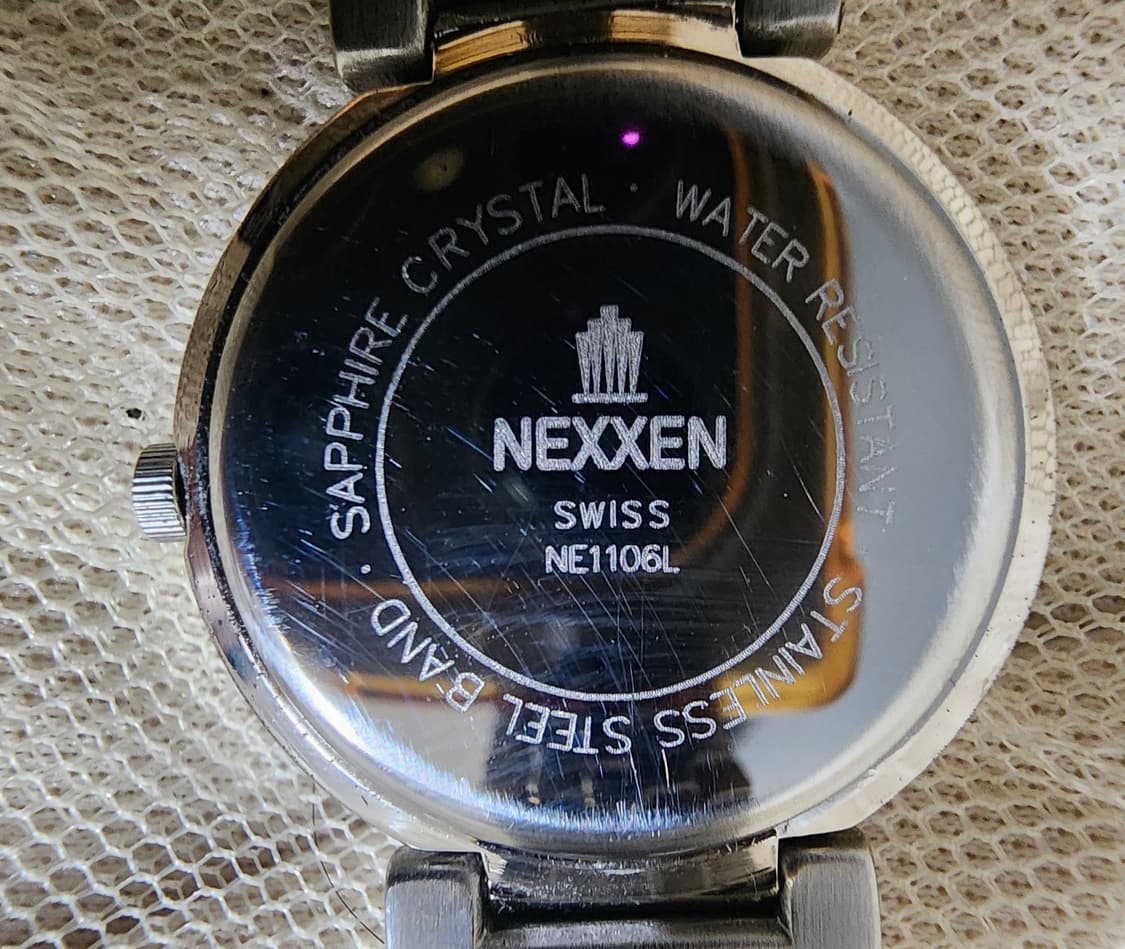 SAPPHIRE CRYSTAL · WATER RESISTANT
STAINLESS STEEL BAND ·
NEXXEN
SWISS
NE1106L